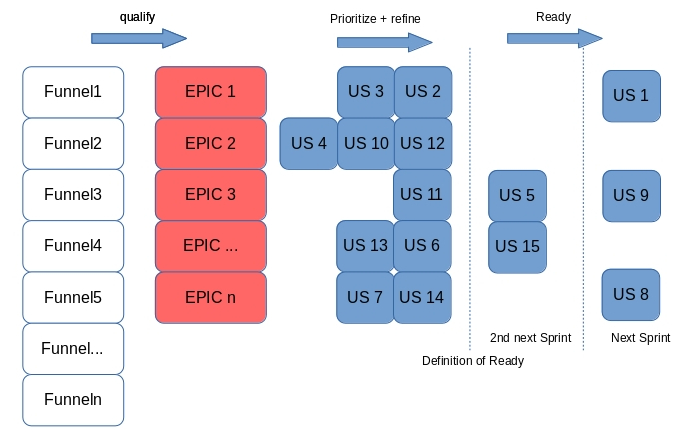 qualify
Prioritize + refine
Ready
Funnel1
EPIC 1
US 3
US 2
US 1
Funnel2
EPIC 2
US 4
US 10
US 12
Funnel3
EPIC 3
US 11
US 5
US 9
Funnel4
EPIC ...
US 13
US 6
US 15
Funnel5
EPIC n
US 7
US 14
US 8
Funnel...
2nd next Sprint
Next Sprint
Definition of Ready
Funneln